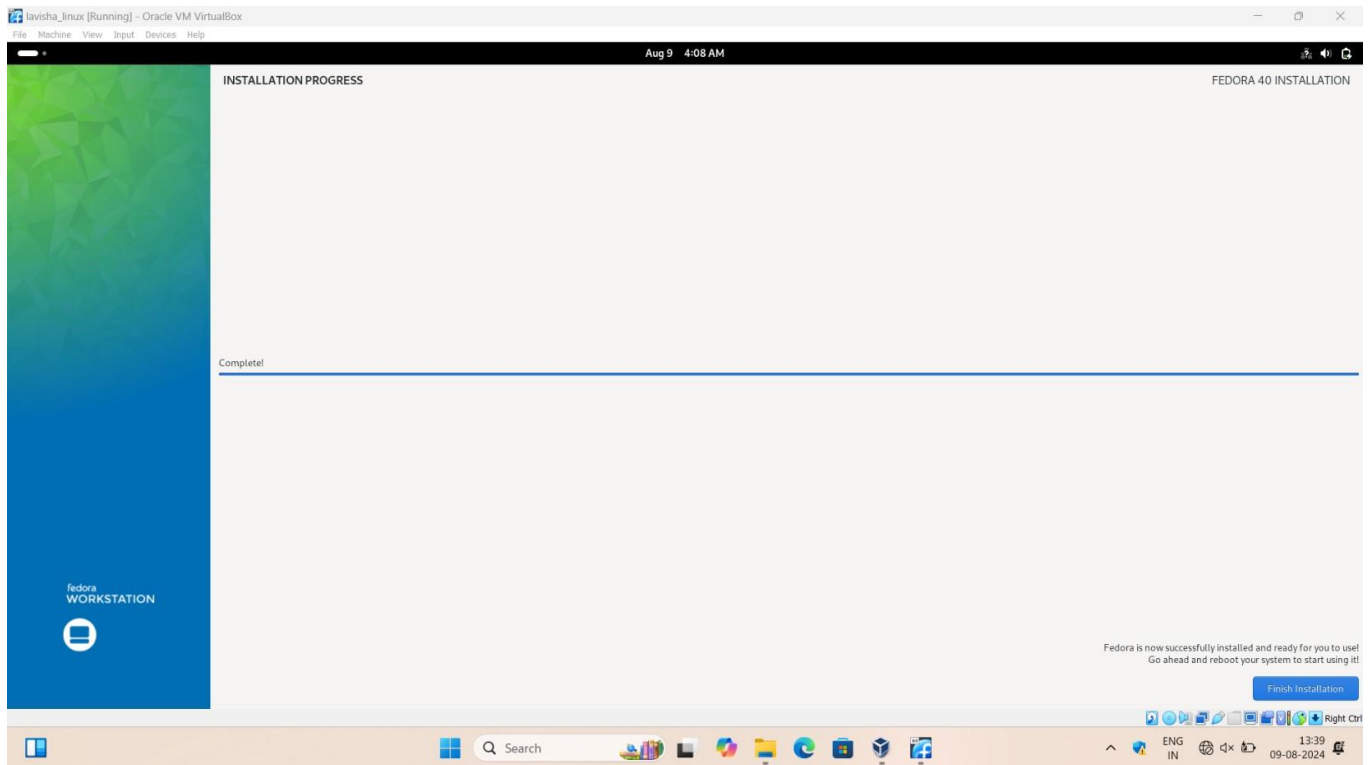 lavisha_linux [Running] - Oracle VM VirtualBox
File Machine View Input Devices Help
Aug 9 4:08 AM
INSTALLATION PROGRESS
FEDORA 40 INSTALLATION
Complete!
fedora
WORKSTATION
Fedora is now successfully installed and ready for you to use!
Go ahead and reboot your system to start using it!
Finish Installation
Right Ctrl
Search
ENG
IN
13:39
09-08-2024